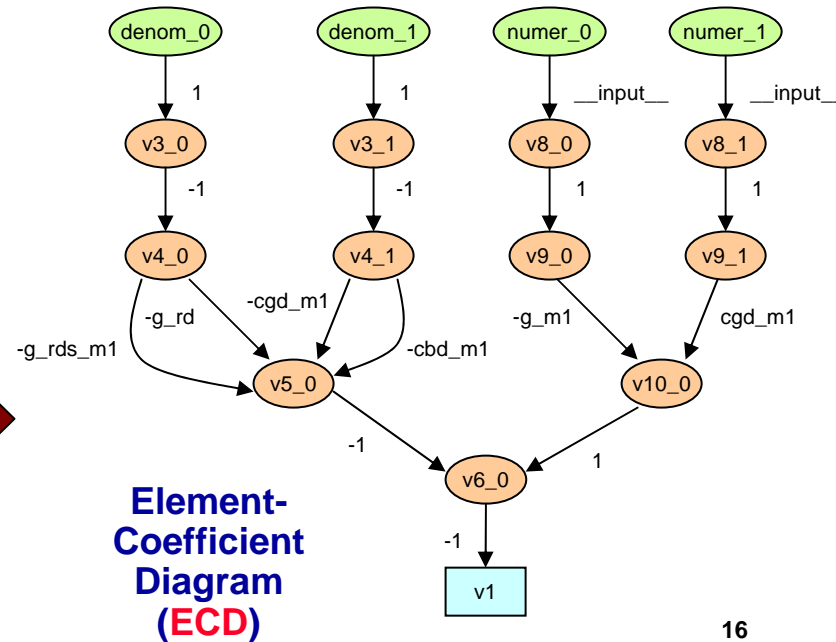 denom_0
denom_1
numer_0
numer_1
1
1
__input__
__input__
v3_0
v3_1
v8_0
v8_1
-1
-1
1
1
v4_0
v4_1
v9_0
v9_1
-g_rds_m1
-g_rd
-cgd_m1
-cbd_m1
-g_m1
cgd_m1
v5_0
v10_0
-1
1
v6_0
Element-
Coefficient
Diagram
(ECD)
-1
v1
16